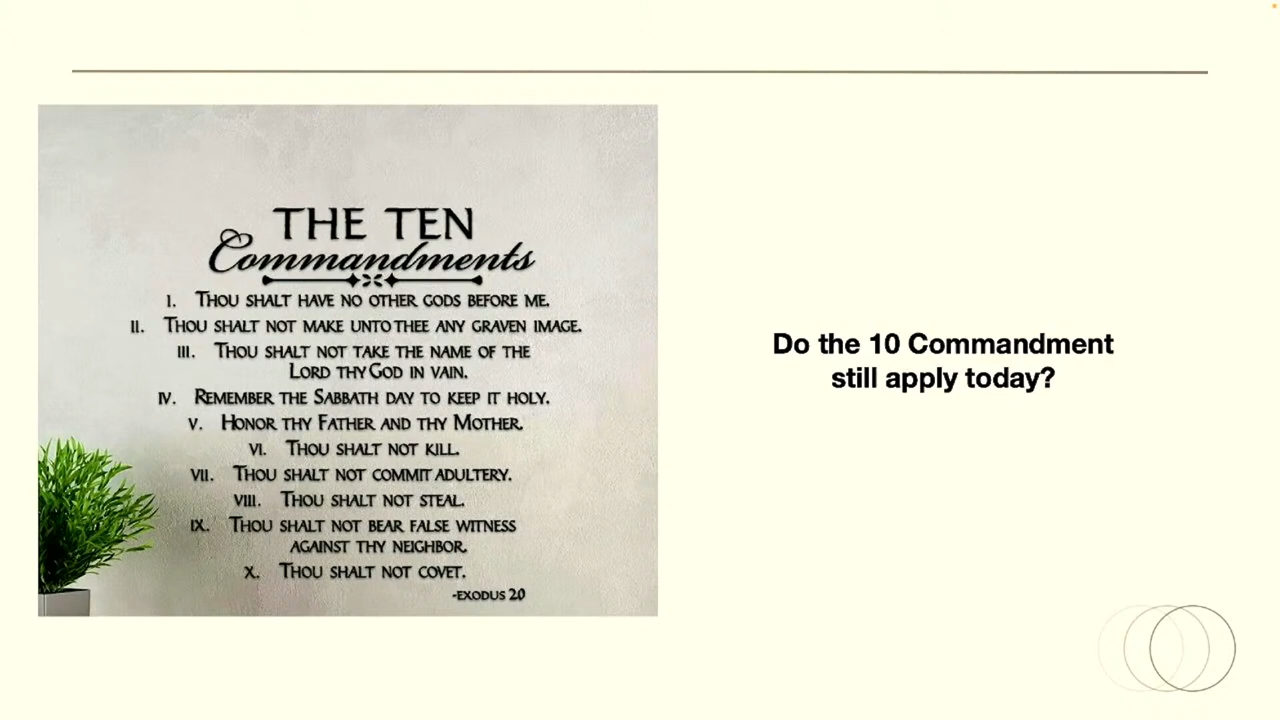 THE TEN
Commandments
I. THOU SHALT HAVE NO OTHER GODS BEFORE ME.
II. THOU SHALT NOT MAKE UNTO THEE ANY GRAVEN IMAGE.
III. THOU SHALT NOT TAKE THE NAME OF THE
LORD THY GOD IN VAIN.
IV. REMEMBER THE SABBATH DAY TO KEEP IT HOLY.
V. HONOR THY FATHER AND THY MOTHER.
VI. THOU SHALT NOT KILL.
VII. THOU SHALT NOT COMMIT ADULTERY.
VIII. THOU SHALT NOT STEAL.
IX. THOU SHALT NOT BEAR FALSE WITNESS
AGAINST THY NEIGHBOR.
X. THOU SHALT NOT COVET.
-EXODUS 20
Do the 10 Commandment
still apply today?